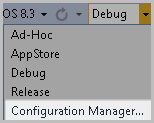 OS 8.3 Debug
Ad-Hoc
AppStore
Debug
Release
Configuration Manager...